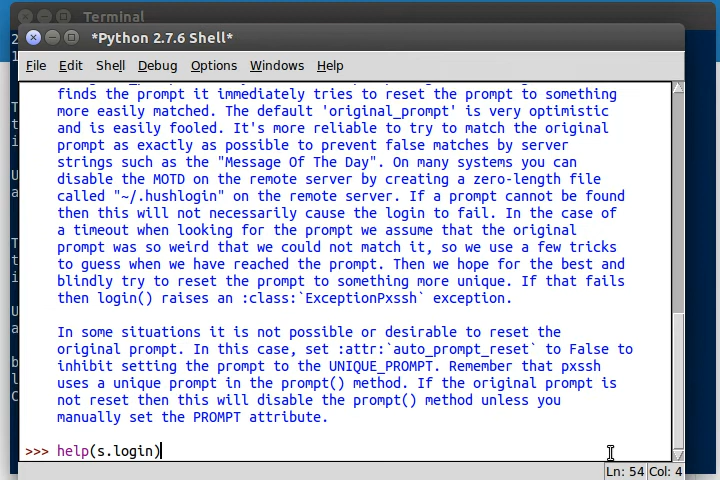 Terminal
*Python 2.7.6 Shell*
File Edit Shell Debug Options Windows Help
finds the prompt it immediately tries to reset the prompt to something
more easily matched. The default 'original_prompt' is very optimistic
and is easily fooled. It's more reliable to try to match the original
prompt as exactly as possible to prevent false matches by server
strings such as the "Message Of The Day". On many systems you can
disable the MOTD on the remote server by creating a zero-length file
called "~/.hushlogin" on the remote server. If a prompt cannot be found
then this will not necessarily cause the login to fail. In the case of
a timeout when looking for the prompt we assume that the original
prompt was so weird that we could not match it, so we use a few tricks
to guess when we have reached the prompt. Then we hope for the best and
blindly try to reset the prompt to something more unique. If that fails
then login() raises an :class:`ExceptionPxssh` exception.
In some situations it is not possible or desirable to reset the
original prompt. In this case, set :attr:`auto_prompt_reset` to False to
inhibit setting the prompt to the UNIQUE_PROMPT. Remember that pxssh
uses a unique prompt in the prompt() method. If the original prompt is
not reset then this will disable the prompt() method unless you
manually set the PROMPT attribute.
>>> help(s.login)
Ln: 54 Col: 4